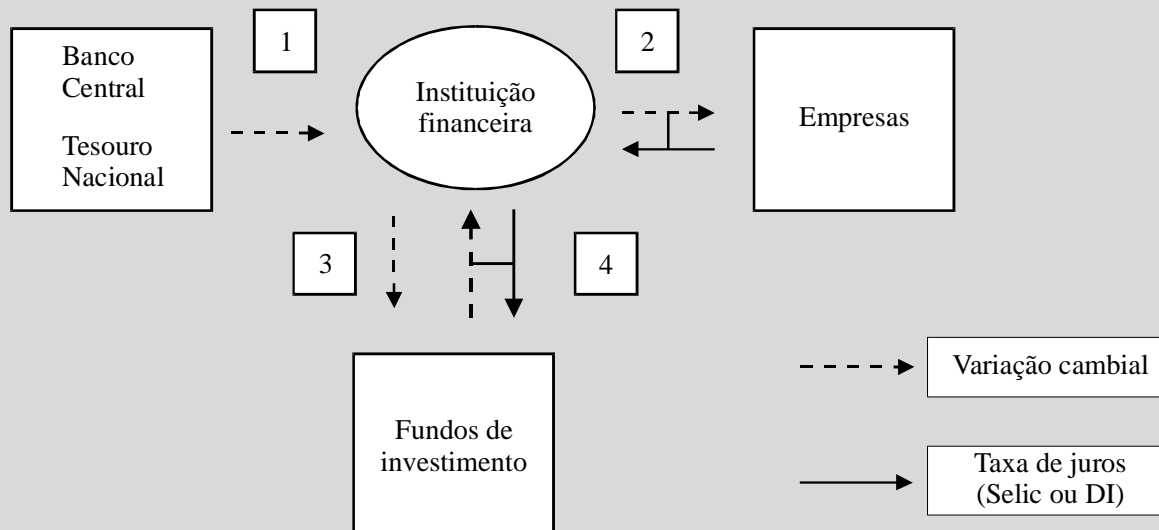 Banco
Central
Tesouro
Nacional
1
Instituição
financeira
2
Empresas
3
4
Fundos de
investimento
Variação cambial
Taxa de juros
(Selic ou DI)